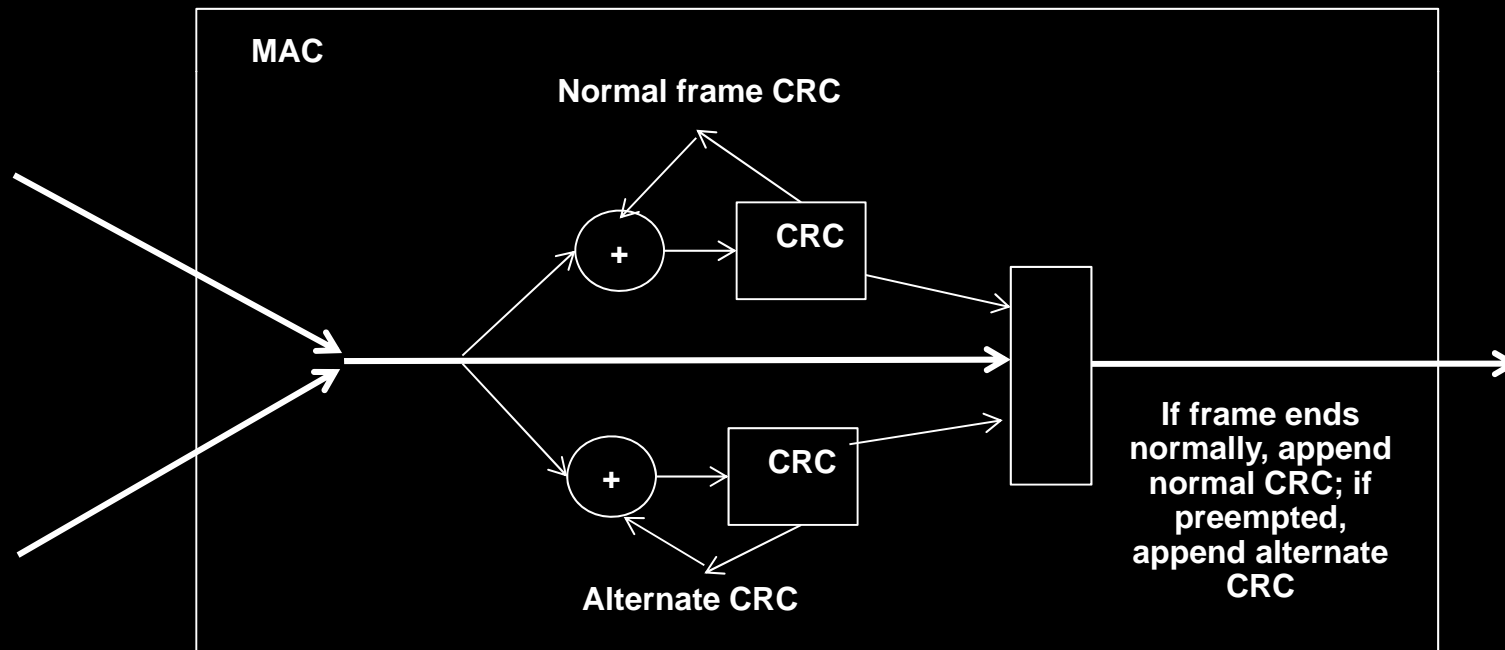 MAC
Normal frame CRC
+
CRC
If frame ends
normally, append
normal CRC; if
preempted,
append alternate
CRC
+
CRC
Alternate CRC